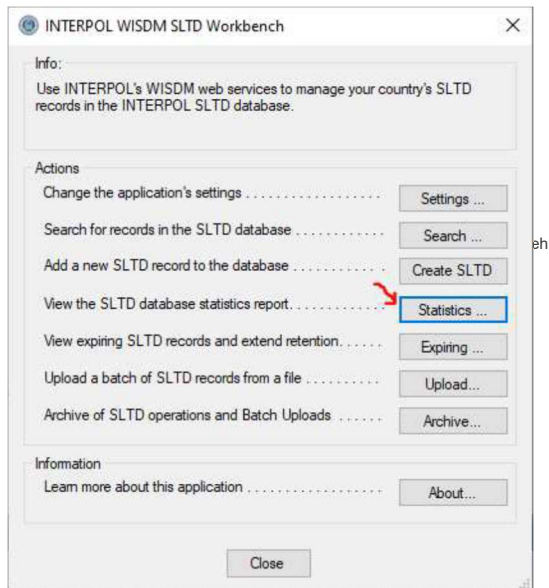 INTERPOL WISDM SLTD Workbench
Info:
Use INTERPOL's WISDM web services to manage your country's SLTD
records in the INTERPOL SLTD database.
Actions
Change the application's settings . . . . . . . . . . . . . . . . . . Settings ...
Search for records in the SLTD database . . . . . . . . . . . . Search ...
eh
Add a new SLTD record to the database . . . . . . . . . . . . Create SLTD
View the SLTD database statistics report. . . . . . . . . . . . . Statistics ...
View expiring SLTD records and extend retention. . . . . . Expiring ...
Upload a batch of SLTD records from a file . . . . . . . . . . Upload...
Archive of SLTD operations and Batch Uploads . . . . . . Archive...
Information
Learn more about this application . . . . . . . . . . . . . . . . . . About...
Close